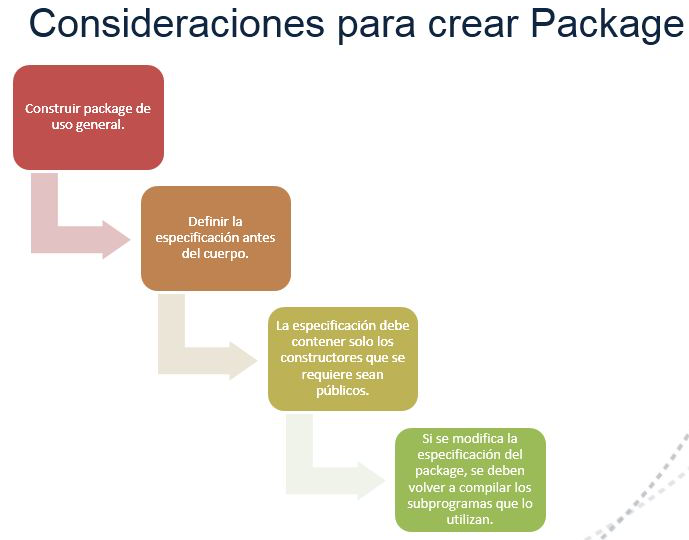 Consideraciones para crear Package
Construir package de
uso general.
Definir la
especificación antes
del cuerpo.
La especificación debe
contener solo los
constructores que se
requiere sean
públicos.
Si se modifica la
especificación del
package, se deben
volver a compilar los
subprogramas que lo
utilizan.